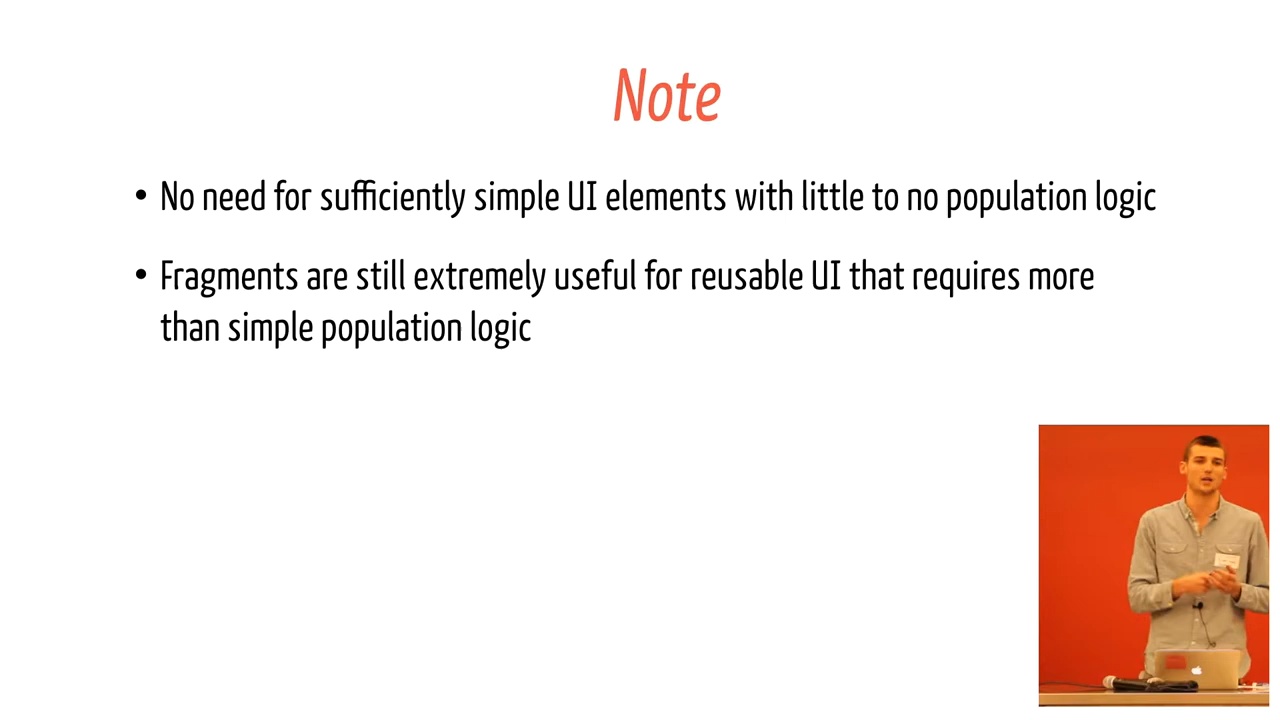 Note
• No need for sufficiently simple UI elements with little to no population logic
• Fragments are still extremely useful for reusable UI that requires more
than simple population logic